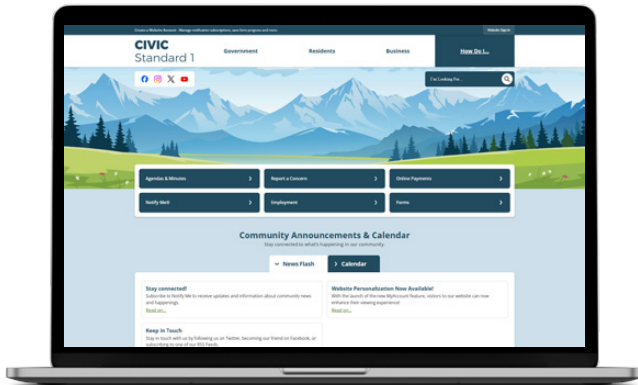 Create a Website Account - Manage notification subscriptions, save form progress and more.
Website Sign In
CIVIC
Standard 1
Government
Residents
Business
How Do I...
I'm Looking For...
Agendas & Minutes
Report a Concern
Online Payments
Notify Me®
Employment
Forms
Community Announcements & Calendar
Stay connected to what's happening in our community.
News Flash
Calendar
Stay connected!
Subscribe to Notify Me to receive updates and information about community news
and happenings.
Read on...
Website Personalization Now Available!
With the launch of the new MyAccount feature, visitors to our website can now
enhance their viewing experience!
Read on...
Keep in Touch
Stay in touch with us by following us on Twitter, becoming our friend on Facebook, or
subscribing to one of our RSS Feeds.